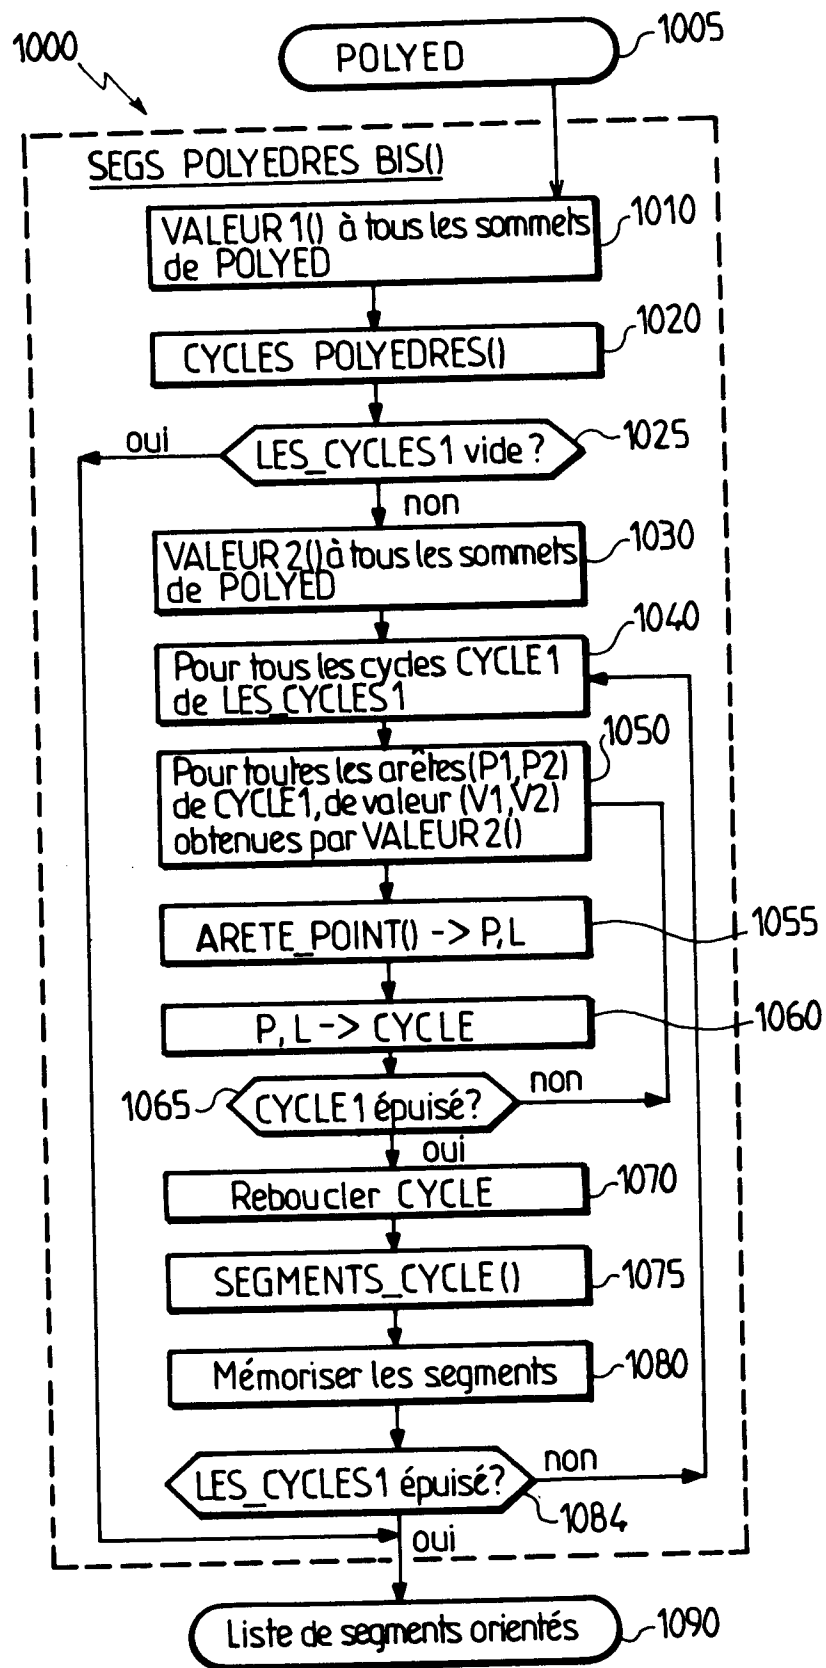 1000
POLYED
1005
SEGS POLYEDRES BIS()
VALEUR 1() à tous les sommets
de POLYED
1010
CYCLES POLYEDRES()
1020
oui
LES_CYCLES1 vide ?
1025
non
VALEUR 2() à tous les sommets
de POLYED
1030
Pour tous les cycles CYCLE1
de LES_CYCLES1
1040
Pour toutes les arêtes (P1,P2)
de CYCLE1, de valeur (V1,V2)
obtenues par VALEUR 2()
1050
ARETE_POINT() -> P,L
1055
P, L -> CYCLE
1060
1065
CYCLE1 épuisé?
non
oui
Reboucler CYCLE
1070
SEGMENTS_CYCLE()
1075
Mémoriser les segments
1080
LES_CYCLES1 épuisé?
non
1084
oui
Liste de segments orientés
1090